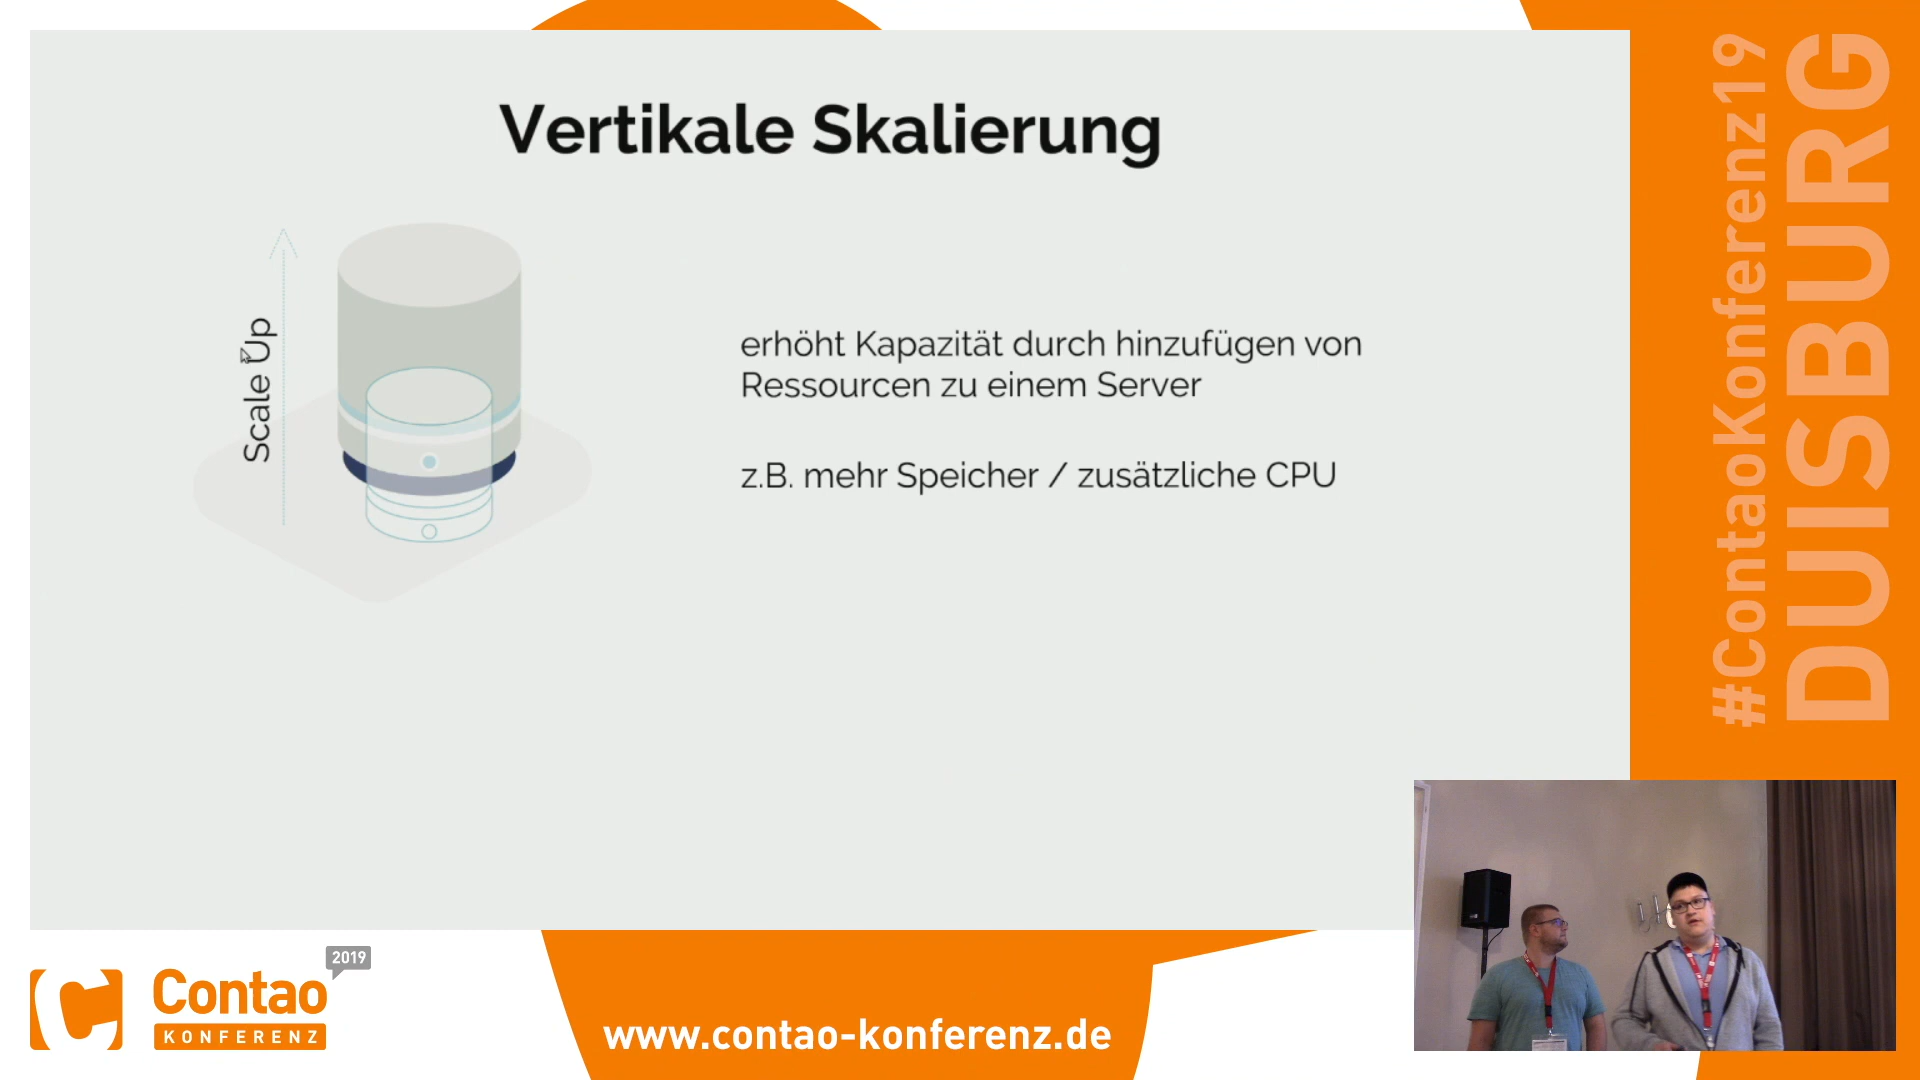 Vertikale Skalierung
Scale Up
erhöht Kapazität durch hinzufügen von
Ressourcen zu einem Server
z.B. mehr Speicher / zusätzliche CPU
#ContaoKonferenz19
DUISBURG
2019
Contao
KONFERENZ
www.contao-konferenz.de